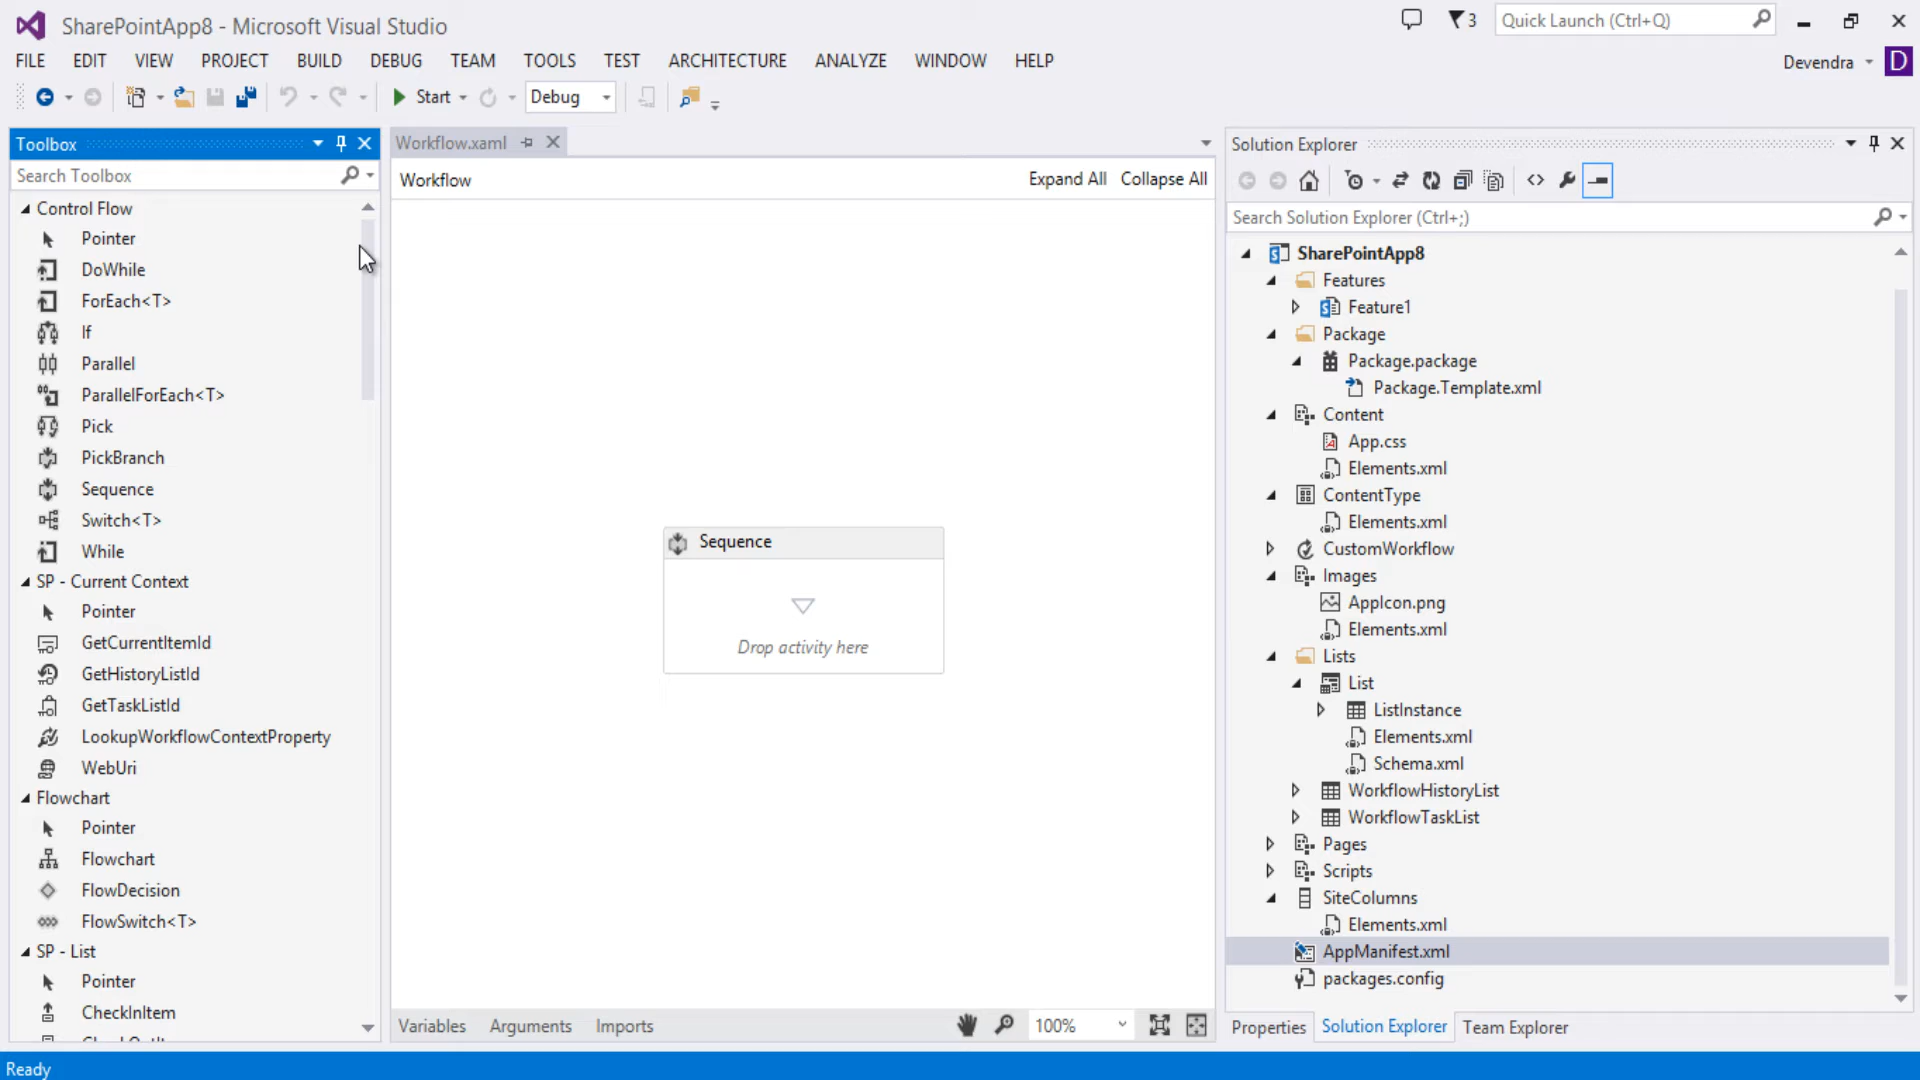 SharePointApp8 - Microsoft Visual Studio
3
Quick Launch (Ctrl+Q)
FILE EDIT VIEW PROJECT BUILD DEBUG TEAM TOOLS TEST ARCHITECTURE ANALYZE WINDOW HELP
Devendra D
Start Debug
Toolbox
Search Toolbox
Control Flow
Pointer
DoWhile
ForEach<T>
If
Parallel
ParallelForEach<T>
Pick
PickBranch
Sequence
Switch<T>
While
SP - Current Context
Pointer
GetCurrentItemId
GetHistoryListId
GetTaskListId
LookupWorkflowContextProperty
WebUri
Flowchart
Pointer
Flowchart
FlowDecision
FlowSwitch<T>
SP - List
Pointer
CheckInItem
Workflow.xaml
Workflow Expand All Collapse All
Sequence
Drop activity here
Variables Arguments Imports 100%
Solution Explorer
Search Solution Explorer (Ctrl+;)
SharePointApp8
Features
Feature1
Package
Package.package
Package.Template.xml
Content
App.css
Elements.xml
ContentType
Elements.xml
CustomWorkflow
Images
AppIcon.png
Elements.xml
Lists
List
ListInstance
Elements.xml
Schema.xml
WorkflowHistoryList
WorkflowTaskList
Pages
Scripts
SiteColumns
Elements.xml
AppManifest.xml
packages.config
Properties Solution Explorer Team Explorer
Ready